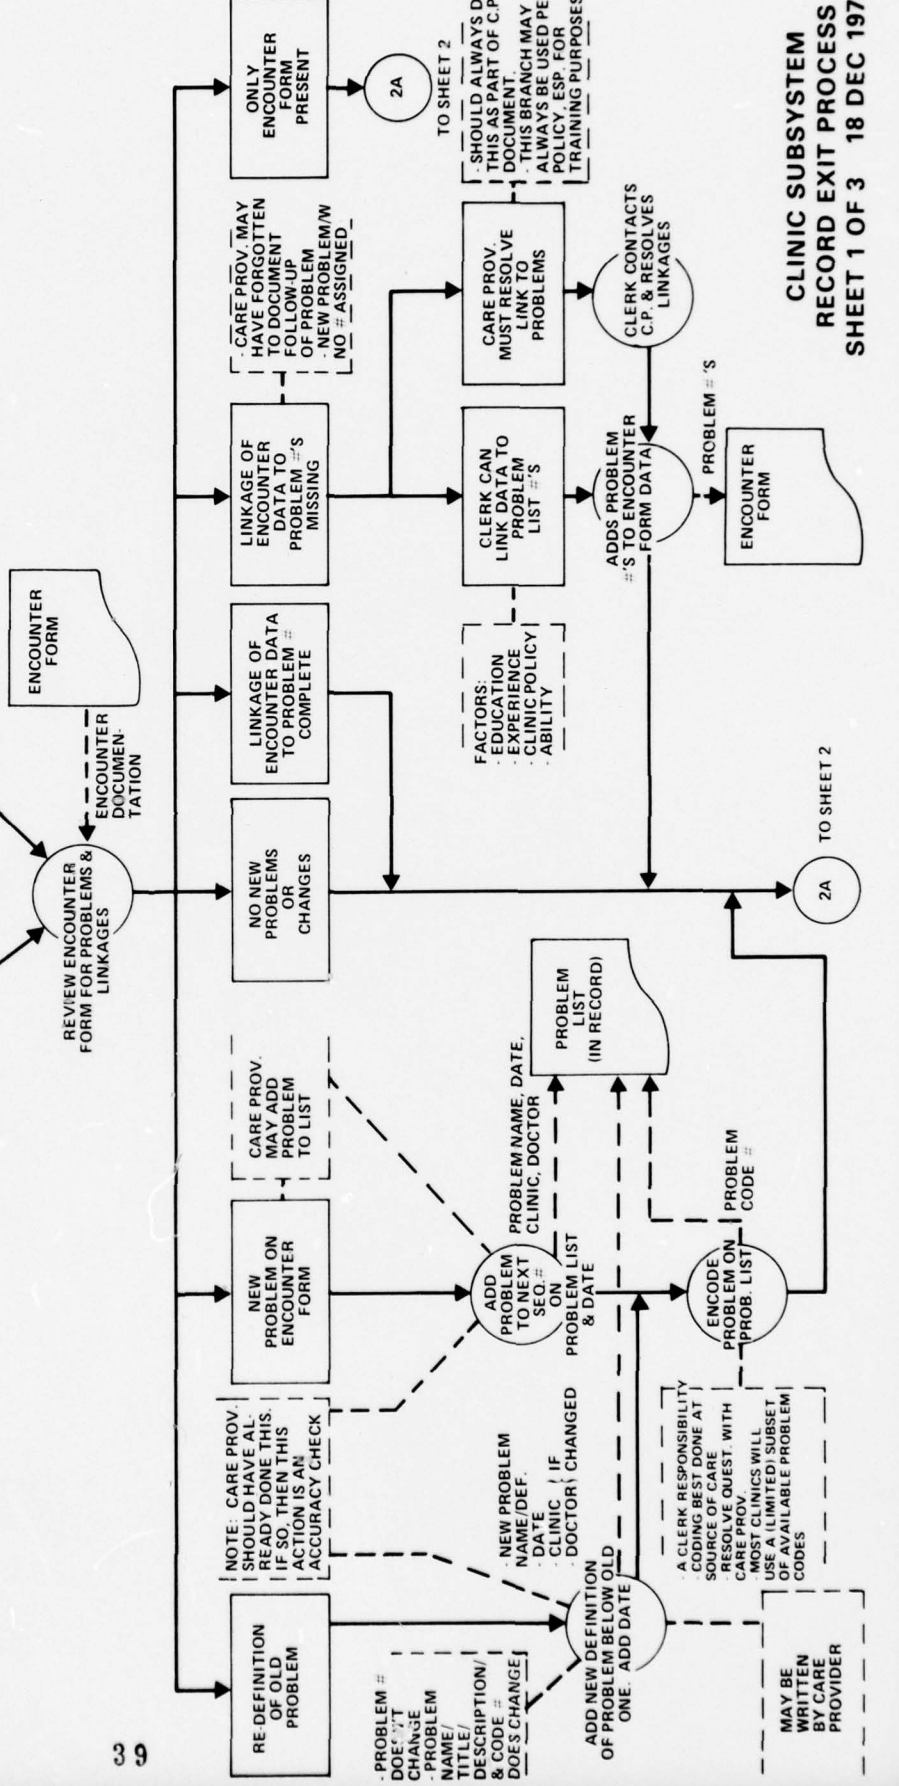 ENCOUNTER
FORM
ENCOUNTER
DOCUMEN-
TATION
REVIEW ENCOUNTER
FORM FOR PROBLEMS &
LINKAGES
RE-DEFINITION
OF OLD
PROBLEM
NOTE: CARE PROV.
SHOULD HAVE AL-
READY DONE THIS.
IF SO, THEN THIS
ACTION IS AN
ACCURACY CHECK
NEW
PROBLEM ON
ENCOUNTER
FORM
CARE PROV.
MAY ADD
PROBLEM
TO LIST
NO NEW
PROBLEMS
OR
CHANGES
LINKAGE OF
ENCOUNTER DATA
TO PROBLEM #
COMPLETE
LINKAGE OF
ENCOUNTER
DATA TO
PROBLEM #'S
MISSING
- CARE PROV. MAY
HAVE FORGOTTEN
TO DOCUMENT
FOLLOW-UP
OF PROBLEM
- NEW PROBLEM/W
NO # ASSIGNED
ONLY
ENCOUNTER
FORM
PRESENT
2A
TO SHEET 2
- PROBLEM #
DOESN'T
CHANGE
- PROBLEM
NAME/
TITLE/
DESCRIPTION/
& CODE #
DOES CHANGE
- NEW PROBLEM
NAME/DEF.
- DATE
- CLINIC } IF
- DOCTOR } CHANGED
ADD
PROBLEM
TO NEXT
SEQ. #
ON
PROBLEM LIST
& DATE
PROBLEM NAME, DATE,
CLINIC, DOCTOR
PROBLEM
LIST
(IN RECORD)
FACTORS:
- EDUCATION
- EXPERIENCE
- CLINIC POLICY
- ABILITY
CLERK CAN
LINK DATA TO
PROBLEM
LIST #'S
CARE PROV.
MUST RESOLVE
LINK TO
PROBLEMS
- SHOULD ALWAYS D
THIS AS PART OF C.P
DOCUMENT.
- THIS BRANCH MAY
ALWAYS BE USED PE
POLICY, ESP. FOR
TRAINING PURPOSES
ADD NEW DEFINITION
OF PROBLEM BELOW OLD
ONE. ADD DATE
ADDS PROBLEM
#'S TO ENCOUNTER
FORM DATA
CLERK CONTACTS
C.P. & RESOLVES
LINKAGES
- A CLERK RESPONSIBILITY
- CODING BEST DONE AT
SOURCE OF CARE
- RESOLVE QUEST. WITH
CARE PROV.
- MOST CLINICS WILL
USE A (LIMITED) SUBSET
OF AVAILABLE PROBLEM
CODES
ENCODE
PROBLEM ON
PROB. LIST
PROBLEM
CODE #
PROBLEM #'S
ENCOUNTER
FORM
MAY BE
WRITTEN
BY CARE
PROVIDER
2A
TO SHEET 2
CLINIC SUBSYSTEM
RECORD EXIT PROCESS
SHEET 1 OF 3 18 DEC 197
39